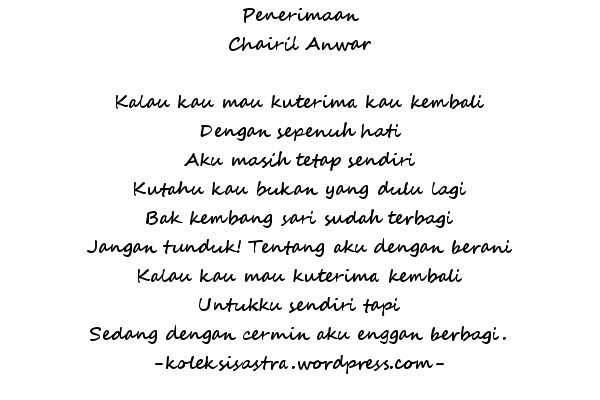 Penerimaan
Chairil Anwar
Kalau kau mau kuterima kau kembali
Dengan sepenuh hati
Aku masih tetap sendiri
Kutahu kau bukan yang dulu lagi
Bak kembang sari sudah terbagi
Jangan tunduk! Tentang aku dengan berani
Kalau kau mau kuterima kembali
Untukku sendiri tapi
Sedang dengan cermin aku enggan berbagi.
-koleksisastra.wordpress.com-